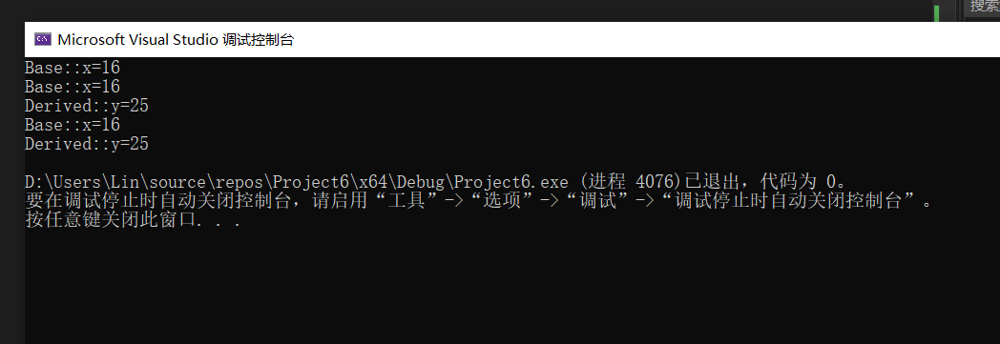 搜索
Microsoft Visual Studio 调试控制台
Base::x=16
Base::x=16
Derived::y=25
Base::x=16
Derived::y=25
D:\Users\Lin\source\repos\Project6\x64\Debug\Project6.exe (进程 4076)已退出，代码为 0。
要在调试停止时自动关闭控制台，请启用“工具”->“选项”->“调试”->“调试停止时自动关闭控制台”。
按任意键关闭此窗口. . .